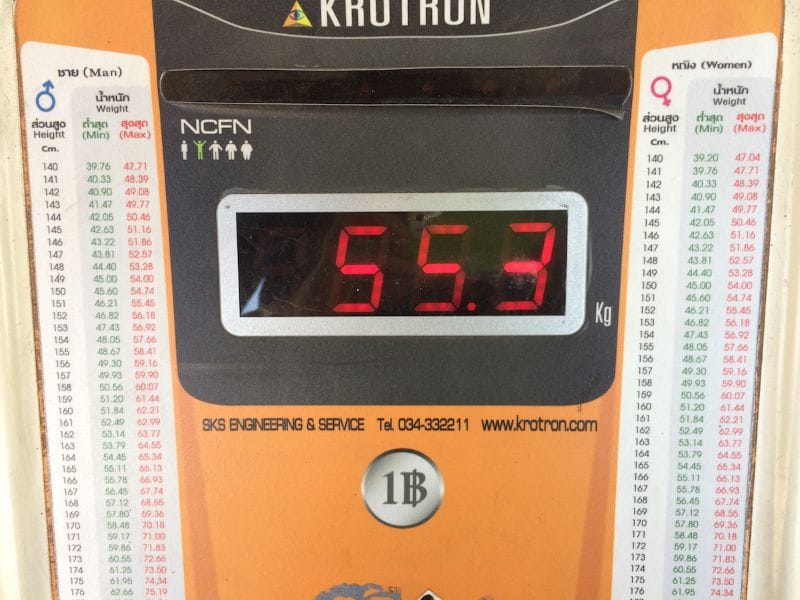 KROTRON
NCFN
55.3
Kg
SKS ENGINEERING & SERVICE Tel. 034-332211 www.krotron.com
1฿
ชาย (Man)
น้ำหนัก
Weight
ส่วนสูง ต่ำสุด สูงสุด
Height (Min) (Max.)
Cm.
140 39.76 47.71
141 40.33 48.39
142 40.90 49.08
143 41.47 49.77
144 42.05 50.46
145 42.63 51.16
146 43.22 51.86
147 43.81 52.57
148 44.40 53.28
149 45.00 54.00
150 45.60 54.74
151 46.21 55.45
152 46.82 56.18
153 47.43 56.92
154 48.05 57.66
155 48.67 58.41
156 49.30 59.16
157 49.93 59.90
158 50.56 60.07
159 51.20 61.44
160 51.84 62.21
161 52.49 62.99
162 53.14 63.77
163 53.79 64.55
164 54.45 65.34
165 55.11 66.13
166 55.78 66.93
167 56.45 67.74
168 57.12 68.55
169 57.80 69.36
170 58.48 70.18
171 59.17 71.00
172 59.86 71.83
173 60.55 72.66
174 61.25 73.50
175 61.95 74.34
176 62.66 75.19
หญิง (Women)
น้ำหนัก
Weight
ส่วนสูง ต่ำสุด สูงสุด
Height (Min) (Max)
Cm.
140 39.20 47.04
141 39.76 47.71
142 40.33 48.39
143 40.90 49.08
144 41.47 49.77
145 42.05 50.46
146 42.63 51.16
147 43.22 51.86
148 43.81 52.57
149 44.40 53.28
150 45.00 54.00
151 45.60 54.74
152 46.21 55.45
153 46.82 56.18
154 47.43 56.92
155 48.05 57.66
156 48.67 58.41
157 49.30 59.16
158 49.93 59.90
159 50.56 60.07
160 51.20 61.44
161 51.84 62.21
162 52.49 62.99
163 53.14 63.77
164 53.79 64.55
165 54.45 65.34
166 55.11 66.13
167 55.78 66.93
168 56.45 67.74
169 57.12 68.55
170 57.80 69.36
171 58.48 70.18
172 59.17 71.00
173 59.86 71.83
174 60.55 72.66
175 61.25 73.50
176 61.95 74.34